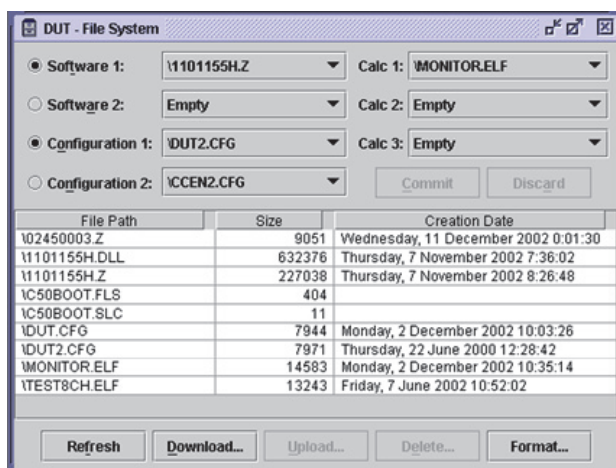 DUT - File System
Software 1: \1101155H.Z Calc 1: \MONITOR.ELF
Software 2: Empty Calc 2: Empty
Configuration 1: \DUT2.CFG Calc 3: Empty
Configuration 2: \CCEN2.CFG Commit Discard
File Path Size Creation Date
\02450003.Z 9051 Wednesday, 11 December 2002 0:01:30
\1101155H.DLL 632376 Thursday, 7 November 2002 7:36:02
\1101155H.Z 227038 Thursday, 7 November 2002 8:26:48
\C50BOOT.FLS 404
\C50BOOT.SLC 11
\DUT.CFG 7944 Monday, 2 December 2002 10:03:26
\DUT2.CFG 7971 Thursday, 22 June 2000 12:28:42
\MONITOR.ELF 14583 Monday, 2 December 2002 10:35:14
\TEST8CH.ELF 13243 Friday, 7 June 2002 10:52:02
Refresh Download... Upload... Delete... Format...